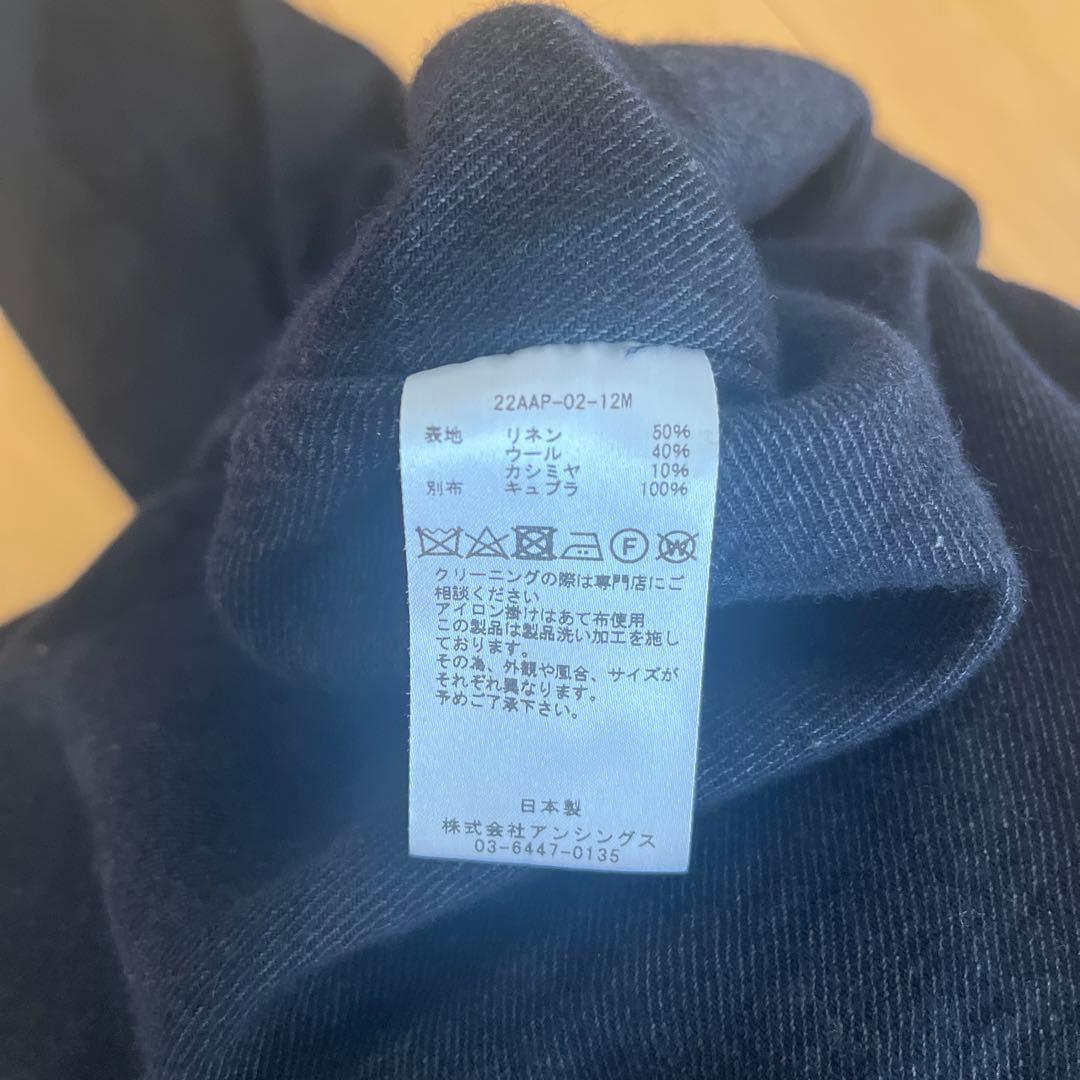 22AAP-02-12M
表地 リネン 50%
ウール 40%
カシミヤ 10%
別布 キュプラ 100%
F W
クリーニングの際は専門店にご
相談ください
アイロン掛けはあて布使用
この製品は製品洗い加工を施し
ております。
その為、外観や風合、サイズが
それぞれ異なります。
予めご了承下さい。
日本製
株式会社アンシングス
03-6447-0135